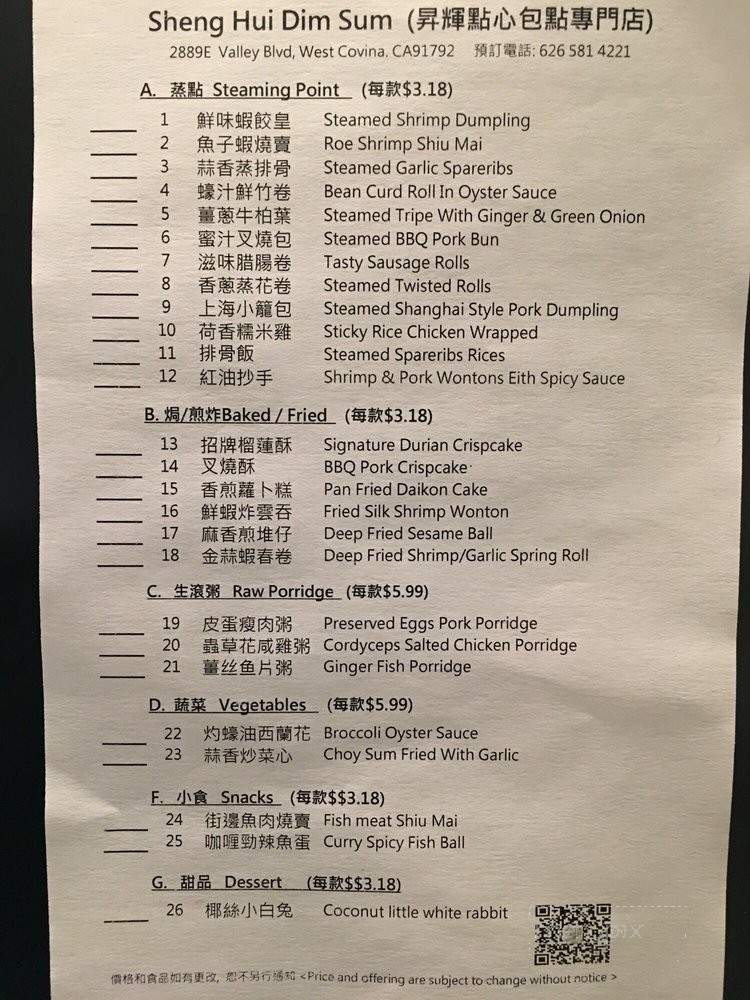 Sheng Hui Dim Sum (昇輝點心包點專門店)
2889E Valley Blvd, West Covina. CA91792 預訂電話: 626 581 4221
A. 蒸點 Steaming Point (每款$3.18)
1 鮮味蝦餃皇 Steamed Shrimp Dumpling
2 魚子蝦燒賣 Roe Shrimp Shiu Mai
3 蒜香蒸排骨 Steamed Garlic Spareribs
4 蠔汁鮮竹卷 Bean Curd Roll In Oyster Sauce
5 薑蔥牛柏葉 Steamed Tripe With Ginger & Green Onion
6 蜜汁叉燒包 Steamed BBQ Pork Bun
7 滋味腊腸卷 Tasty Sausage Rolls
8 香蔥蒸花卷 Steamed Twisted Rolls
9 上海小籠包 Steamed Shanghai Style Pork Dumpling
10 荷香糯米雞 Sticky Rice Chicken Wrapped
11 排骨飯 Steamed Spareribs Rices
12 紅油抄手 Shrimp & Pork Wontons Eith Spicy Sauce
B. 焗/煎炸Baked / Fried (每款$3.18)
13 招牌榴蓮酥 Signature Durian Crispcake
14 叉燒酥 BBQ Pork Crispcake
15 香煎蘿卜糕 Pan Fried Daikon Cake
16 鮮蝦炸雲吞 Fried Silk Shrimp Wonton
17 麻香煎堆仔 Deep Fried Sesame Ball
18 金蒜蝦春卷 Deep Fried Shrimp/Garlic Spring Roll
C. 生滾粥 Raw Porridge (每款$5.99)
19 皮蛋瘦肉粥 Preserved Eggs Pork Porridge
20 蟲草花咸雞粥 Cordyceps Salted Chicken Porridge
21 薑丝鱼片粥 Ginger Fish Porridge
D. 蔬菜 Vegetables (每款$5.99)
22 灼蠔油西蘭花 Broccoli Oyster Sauce
23 蒜香炒菜心 Choy Sum Fried With Garlic
F. 小食 Snacks (每款$$3.18)
24 街邊魚肉燒賣 Fish meat Shiu Mai
25 咖喱勁辣魚蛋 Curry Spicy Fish Ball
G. 甜品 Dessert (每款$$3.18)
26 椰絲小白兔 Coconut little white rabbit
價格和食品如有更改, 恕不另行通知 <Price and offering are subject to change without notice >